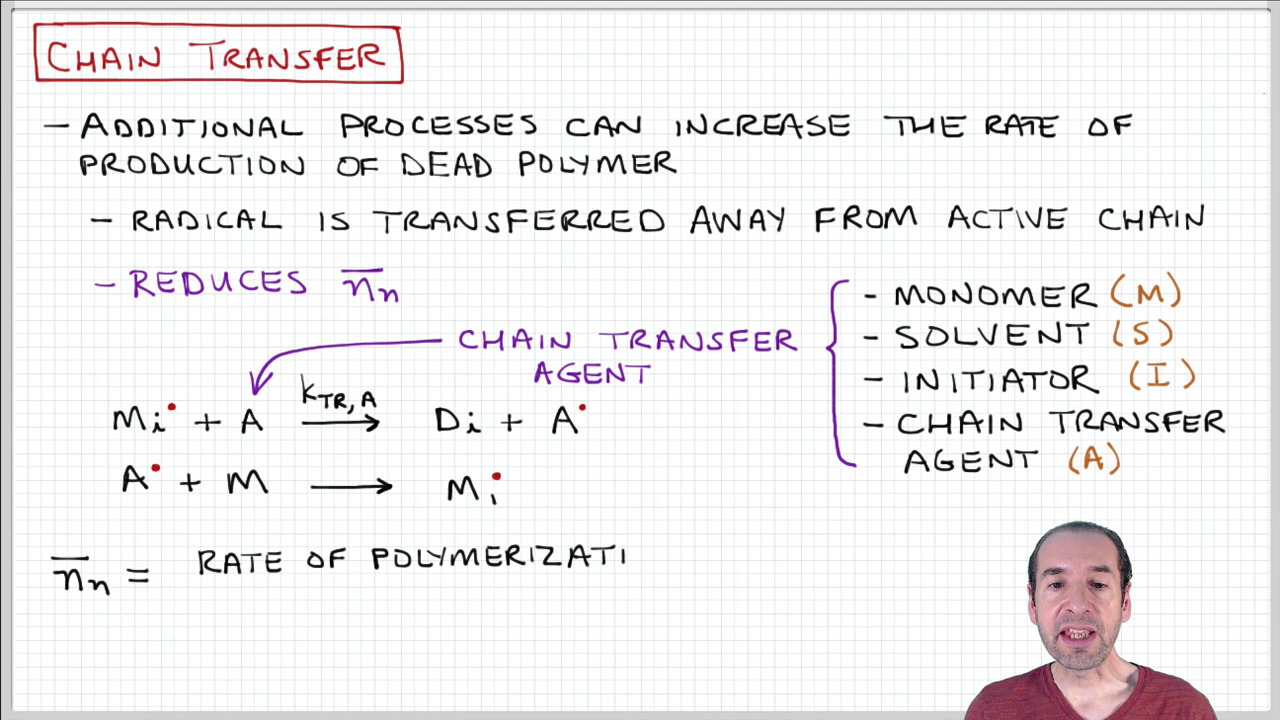 CHAIN TRANSFER
- ADDITIONAL PROCESSES CAN INCREASE THE RATE OF
PRODUCTION OF DEAD POLYMER
- RADICAL IS TRANSFERRED AWAY FROM ACTIVE CHAIN
- REDUCES n̅n
CHAIN TRANSFER
AGENT
- MONOMER (M)
- SOLVENT (S)
- INITIATOR (I)
- CHAIN TRANSFER
AGENT (A)
kTR,A
Mi• + A → Di + A•
A• + M → M1•
n̅n = RATE OF POLYMERIZATI